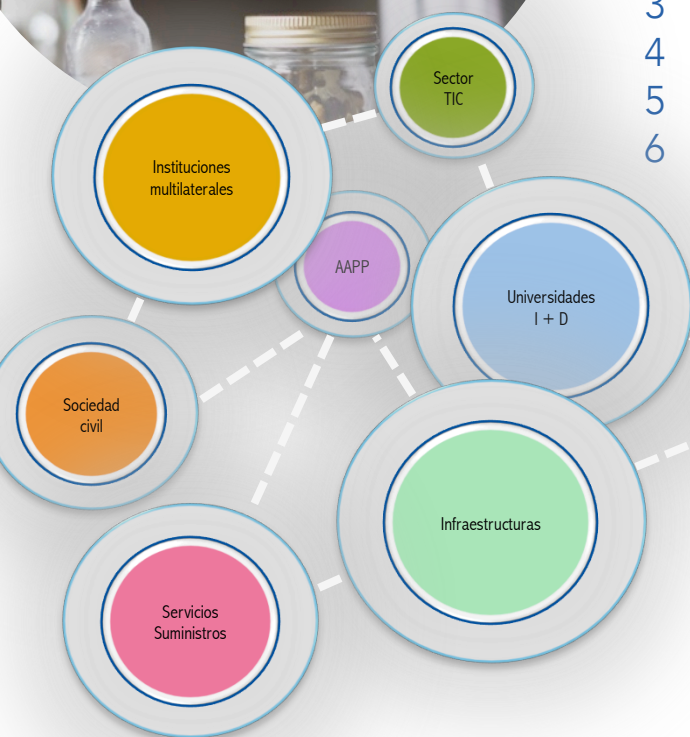 3
4
5
6
Sector
TIC
Instituciones
multilaterales
AAPP
Universidades
I + D
Sociedad
civil
Infraestructuras
Servicios
Suministros